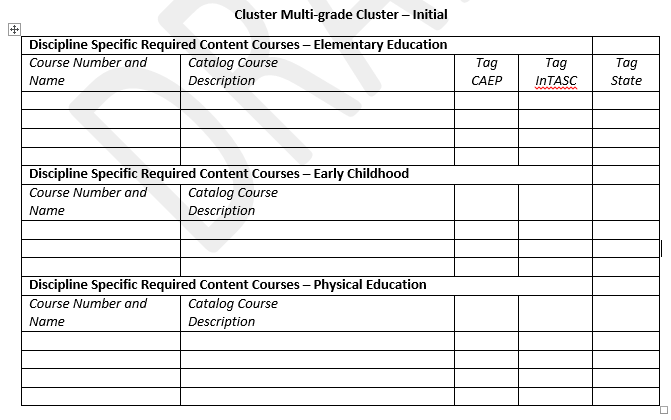 Cluster Multi-grade Cluster – Initial
Discipline Specific Required Content Courses – Elementary Education
Course Number and Name
Catalog Course Description
Tag CAEP
Tag InTASC
Tag State
Discipline Specific Required Content Courses – Early Childhood
Course Number and Name
Catalog Course Description
Discipline Specific Required Content Courses – Physical Education
Course Number and Name
Catalog Course Description